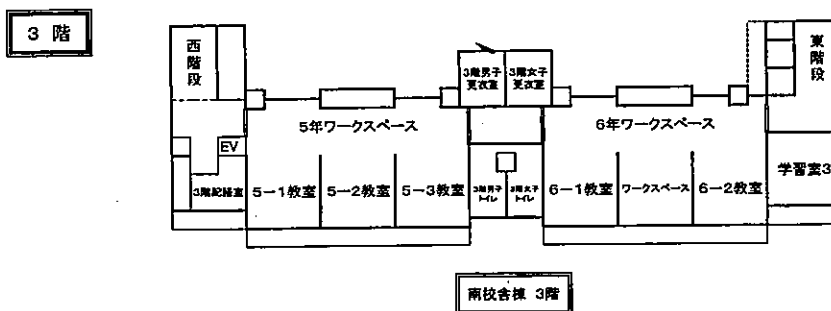 3 階
西階段
3階男子
更衣室
3階女子
更衣室
東階段
5年ワークスペース
6年ワークスペース
EV
3階配膳室
5ー1教室
5ー2教室
5ー3教室
3階男子
トイレ
3階女子
トイレ
6ー1教室
ワークスペース
6ー2教室
学習室3
南校舎棟 3階